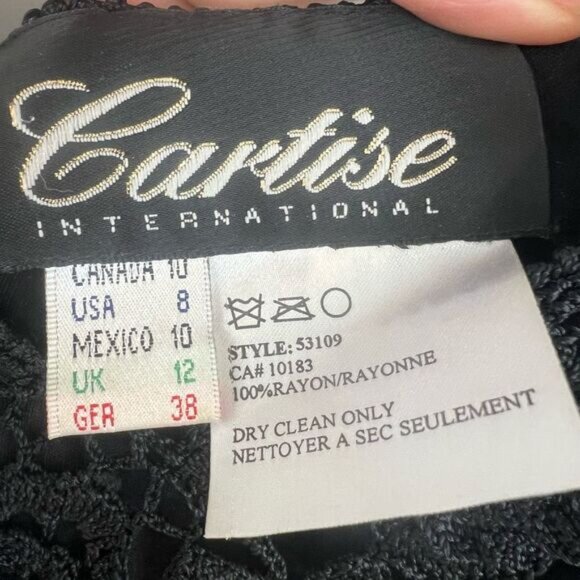 Cartise
INTERNATIONAL
CANADA 10
USA 8
MEXICO 10
UK 12
GER 38
STYLE: 53109
CA# 10183
100%RAYON/RAYONNE
DRY CLEAN ONLY
NETTOYER A SEC SEULEMENT